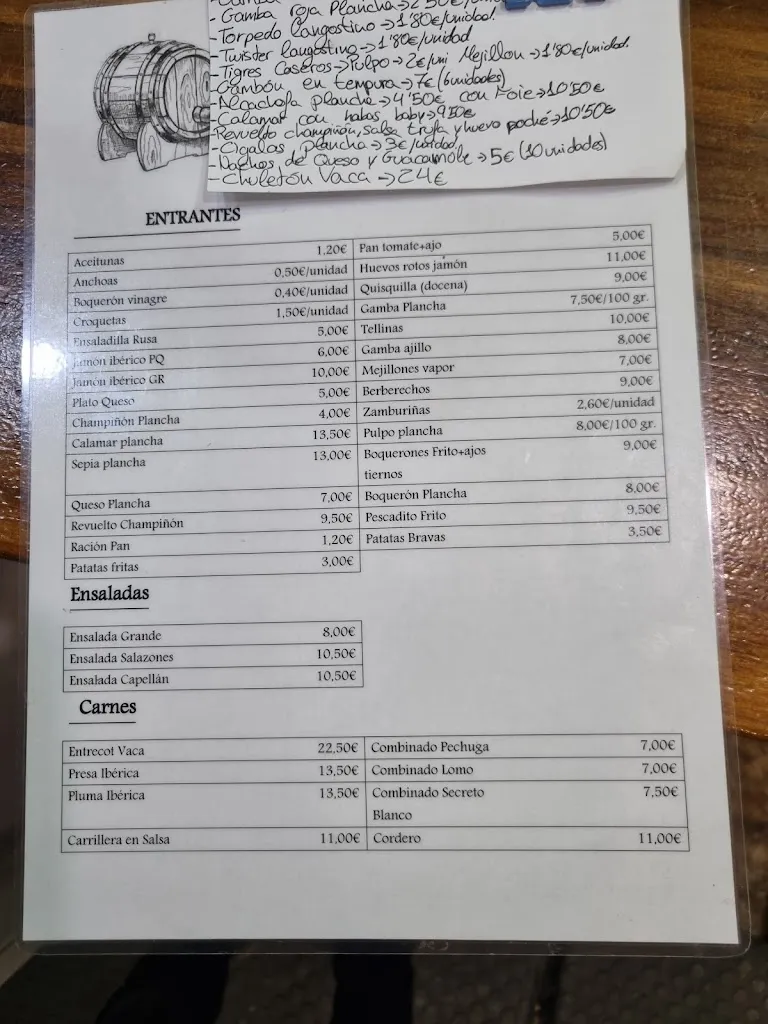 - Gamba roja Plancha → 2'50€/uni
- Torpedo langostino → 1'80€/unidad.
- Twister langostino → 1'80€/unidad
- Tigres Caseros → Pulpo → 2€/uni Mejillon → 1'80€/unidad.
- Gambón en tempura → 7€ (6 unidades)
- Alcachofa plancha → 4'50€ con Foie → 10'50€
- Calamar con habas baby → 9'50€
- Revuelto champiñón, salsa trufa y huevo poché → 10'50€
- Cigalas plancha → 3€/unidad
- Nachos de Queso y Guacamole → 5€ (10 unidades)
- Chuletón Vaca → 24€
ENTRANTES
Aceitunas 1,20€ Pan tomate+ajo 5,00€
Anchoas 0,50€/unidad Huevos rotos jamón 11,00€
Boquerón vinagre 0,40€/unidad Quisquilla (docena) 9,00€
Croquetas 1,50€/unidad Gamba Plancha 7,50€/100 gr.
Ensaladilla Rusa 5,00€ Tellinas 10,00€
Jamón ibérico PQ 6,00€ Gamba ajillo 8,00€
Jamón ibérico GR 10,00€ Mejillones vapor 7,00€
Plato Queso 5,00€ Berberechos 9,00€
Champiñón Plancha 4,00€ Zamburiñas 2,60€/unidad
Calamar plancha 13,50€ Pulpo plancha 8,00€/100 gr.
Sepia plancha 13,00€ Boquerones Frito+ajos 9,00€
tiernos
Queso Plancha 7,00€ Boquerón Plancha 8,00€
Revuelto Champiñón 9,50€ Pescadito Frito 9,50€
Ración Pan 1,20€ Patatas Bravas 3,50€
Patatas fritas 3,00€
Ensaladas
Ensalada Grande 8,00€
Ensalada Salazones 10,50€
Ensalada Capellán 10,50€
Carnes
Entrecot Vaca 22,50€ Combinado Pechuga 7,00€
Presa Ibérica 13,50€ Combinado Lomo 7,00€
Pluma Ibérica 13,50€ Combinado Secreto 7,50€
Blanco
Carrillera en Salsa 11,00€ Cordero 11,00€